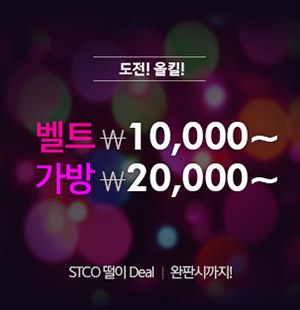 도전! 올킬!
벨트 ₩10,000~
가방 ₩20,000~
STCO 떨이 Deal | 완판시까지!